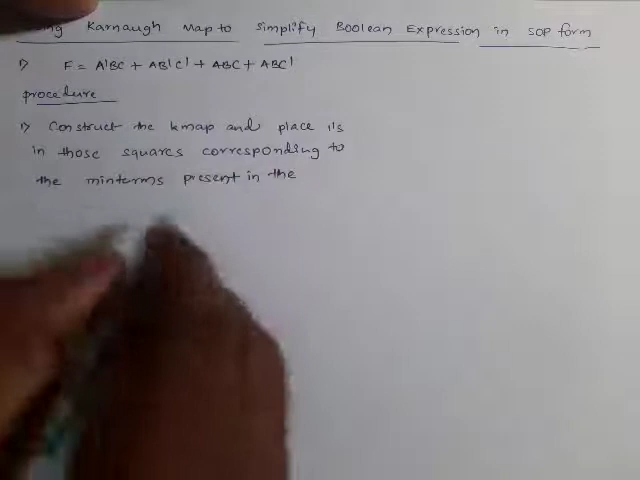 Karnaugh Map to Simplify Boolean Expression in SOP form
1) F = A'BC + AB'C' + ABC + ABC'
procedure
1) Construct the kmap and place 1's
in those squares corresponding to
the minterms present in the